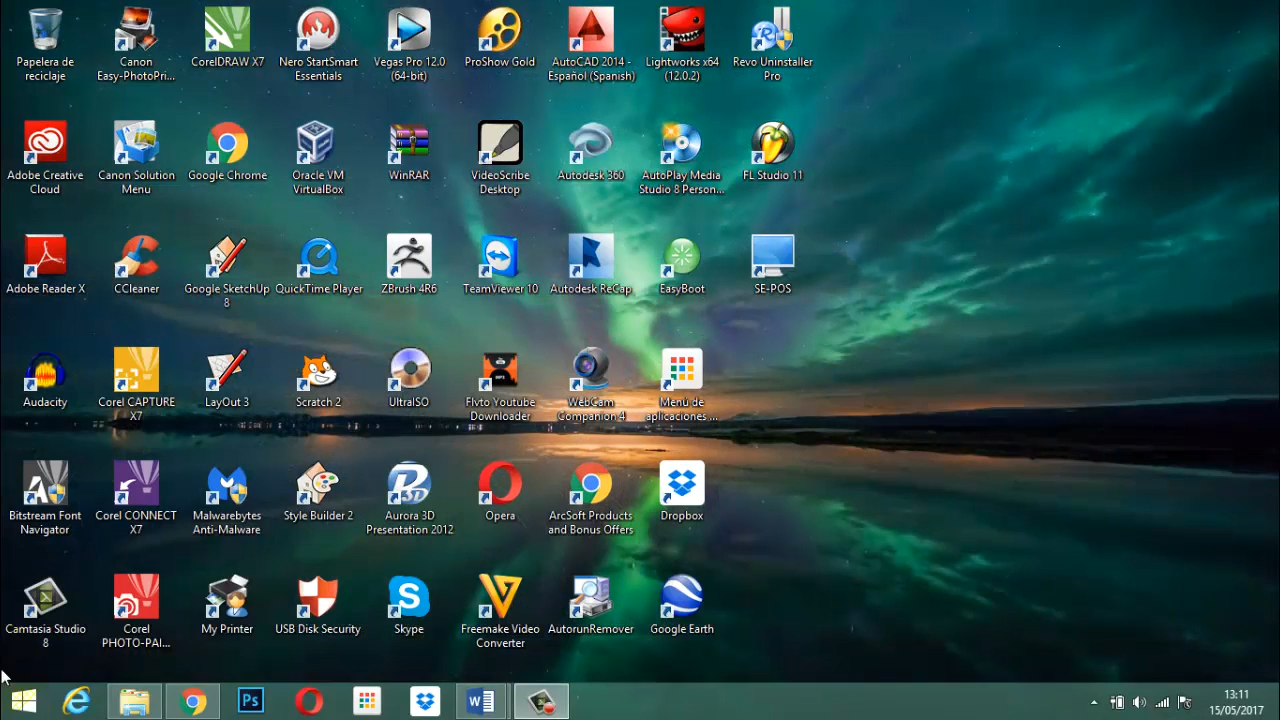 Papelera de
reciclaje
Canon
Easy-PhotoPri...
CorelDRAW X7
Nero StartSmart
Essentials
Vegas Pro 12.0
(64-bit)
ProShow Gold
AutoCAD 2014 -
Español (Spanish)
Lightworks x64
(12.0.2)
Revo Uninstaller
Pro
Adobe Creative
Cloud
Canon Solution
Menu
Google Chrome
Oracle VM
VirtualBox
WinRAR
VideoScribe
Desktop
Autodesk 360
AutoPlay Media
Studio 8 Person...
FL Studio 11
Adobe Reader X
CCleaner
Google SketchUp
8
QuickTime Player
ZBrush 4R6
TeamViewer 10
Autodesk ReCap
EasyBoot
SE-POS
Audacity
Corel CAPTURE
X7
LayOut 3
Scratch 2
UltraISO
Flvto Youtube
Downloader
WebCam
Companion 4
Menú de
aplicaciones ...
Bitstream Font
Navigator
Corel CONNECT
X7
Malwarebytes
Anti-Malware
Style Builder 2
Aurora 3D
Presentation 2012
Opera
ArcSoft Products
and Bonus Offers
Dropbox
Camtasia Studio
8
Corel
PHOTO-PAI...
My Printer
USB Disk Security
Skype
Freemake Video
Converter
AutorunRemover
Google Earth
Ps
13:11
15/05/2017